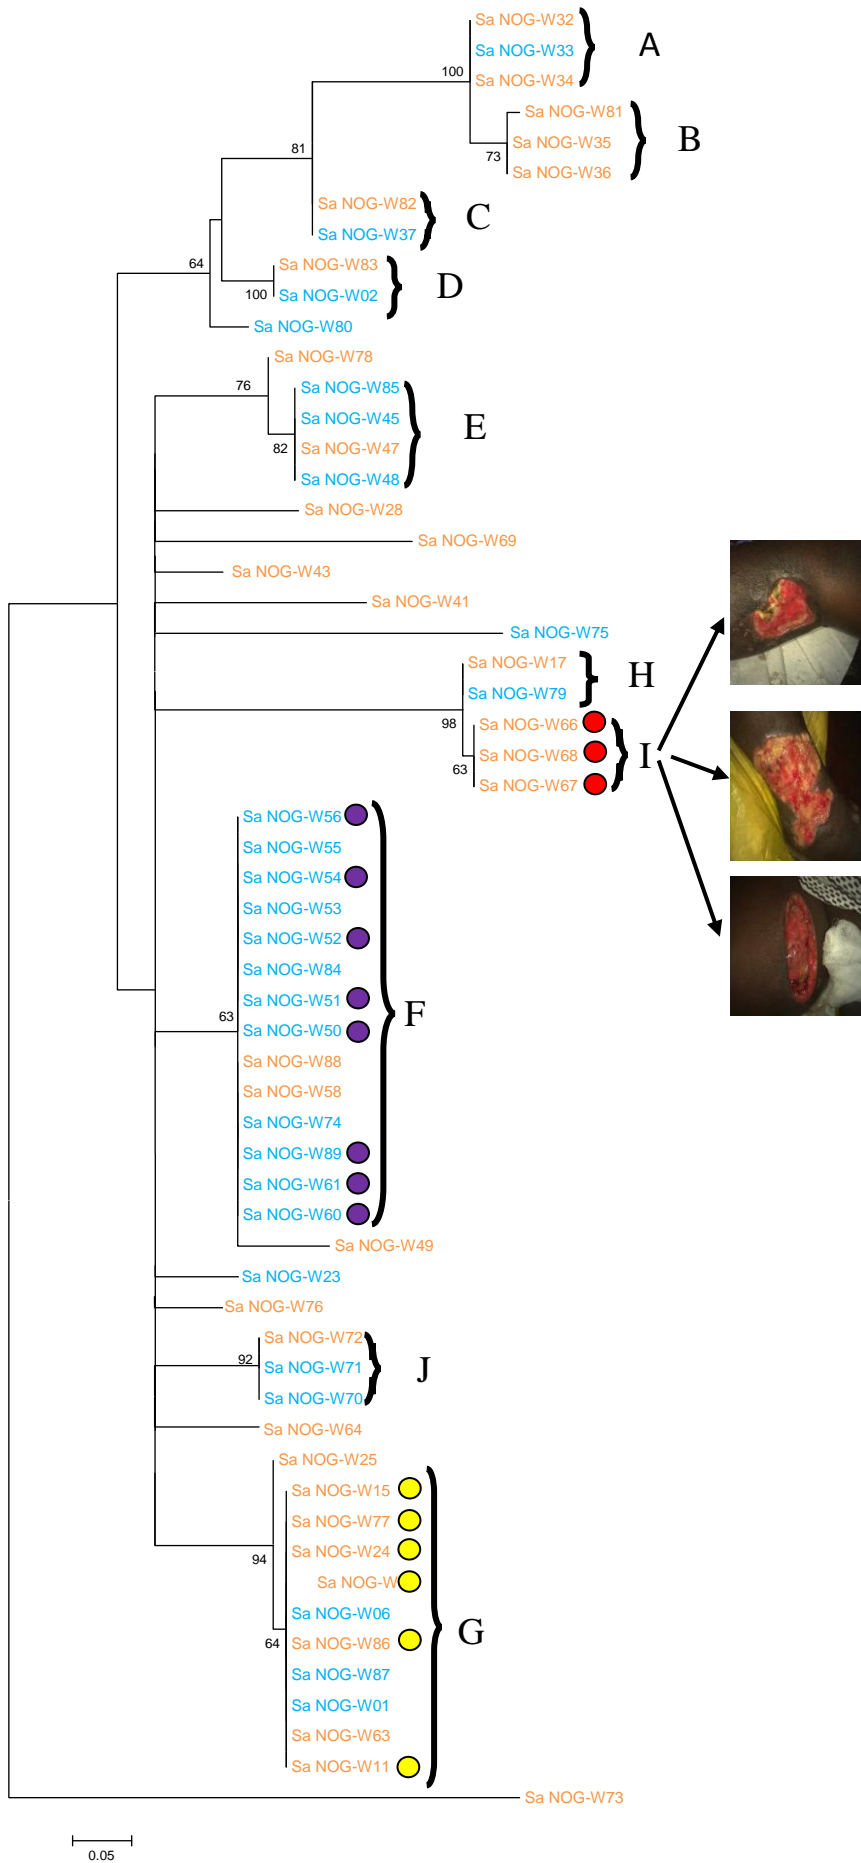 Sa NOG-W32
Sa NOG-W33
A
100
Sa NOG-W34
Sa NOG-W81
B
Sa NOG-W35
73
Sa NOG-W36
81
Sa NOG-W82
C
Sa NOG-W37
64
Sa NOG-W83
D
100
Sa NOG-W02
Sa NOG-W80
Sa NOG-W78
76
Sa NOG-W85
Sa NOG-W45
E
82
Sa NOG-W47
Sa NOG-W48
Sa NOG-W28
Sa NOG-W69
Sa NOG-W43
Sa NOG-W41
Sa NOG-W75
Sa NOG-W17
H
Sa NOG-W79
98
Sa NOG-W66
Sa NOG-W68
I
63
Sa NOG-W67
Sa NOG-W56
Sa NOG-W55
Sa NOG-W54
Sa NOG-W53
Sa NOG-W52
Sa NOG-W84
Sa NOG-W51
63
F
Sa NOG-W50
Sa NOG-W88
Sa NOG-W58
Sa NOG-W74
Sa NOG-W89
Sa NOG-W61
Sa NOG-W60
Sa NOG-W49
Sa NOG-W23
Sa NOG-W76
Sa NOG-W72
92
Sa NOG-W71
J
Sa NOG-W70
Sa NOG-W64
Sa NOG-W25
Sa NOG-W15
Sa NOG-W77
Sa NOG-W24
94
Sa NOG-W
Sa NOG-W06
G
64
Sa NOG-W86
Sa NOG-W87
Sa NOG-W01
Sa NOG-W63
Sa NOG-W11
Sa NOG-W73
0.05